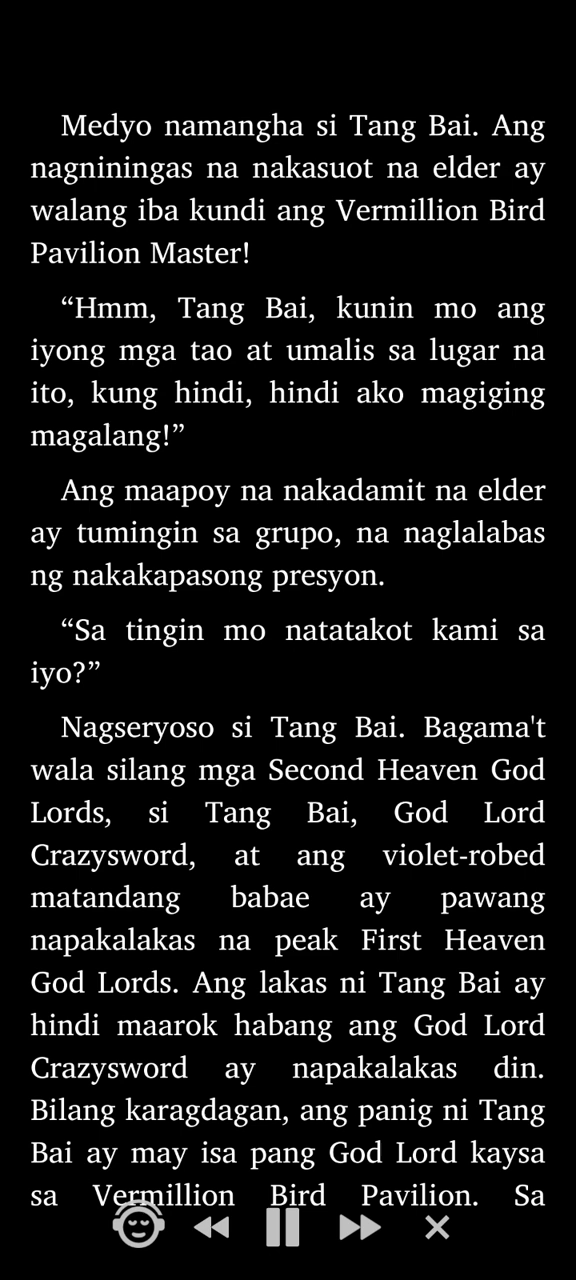 Medyo namangha si Tang Bai. Ang
nagniningas na nakasuot na elder ay
walang iba kundi ang Vermillion Bird
Pavilion Master!
“Hmm, Tang Bai, kunin mo ang
iyong mga tao at umalis sa lugar na
ito, kung hindi, hindi ako magiging
magalang!”
Ang maapoy na nakadamit na elder
ay tumingin sa grupo, na naglalabas
ng nakakapasong presyon.
“Sa tingin mo natatakot kami sa
iyo?”
Nagseryoso si Tang Bai. Bagama't
wala silang mga Second Heaven God
Lords, si Tang Bai, God Lord
Crazysword, at ang violet-robed
matandang babae ay pawang
napakalakas na peak First Heaven
God Lords. Ang lakas ni Tang Bai ay
hindi maarok habang ang God Lord
Crazysword ay napakalakas din.
Bilang karagdagan, ang panig ni Tang
Bai ay may isa pang God Lord kaysa
sa Vermillion Bird Pavilion. Sa